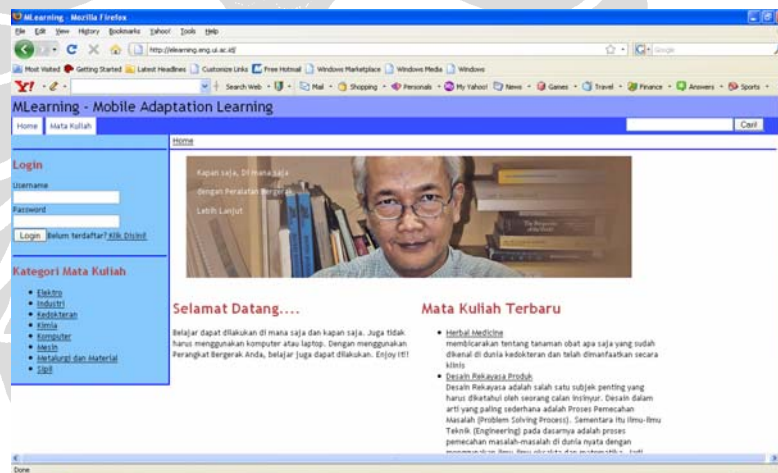 MLearning - Mozilla Firefox
File Edit View History Bookmarks Yahoo! Tools Help
http://elearning.eng.ui.ac.id/
Google
Most Visited Getting Started Latest Headlines Customize Links Free Hotmail Windows Marketplace Windows Media Windows
Y! Search Web Mail Shopping Personals My Yahoo! News Games Travel Finance Answers Sports
MLearning - Mobile Adaptation Learning
Home Mata Kuliah
Cari!
Home
Login
Username
Password
Login Belum terdaftar? Klik Disini!
Kategori Mata Kuliah
Elektro
Industri
Kedokteran
Kimia
Komputer
Mesin
Metalurgi dan Material
Sipil
Kapan saja, Di mana saja
dengan Peralatan Bergerak
Lebih Lanjut
Selamat Datang....
Belajar dapat dilakukan di mana saja dan kapan saja. Juga tidak
harus menggunakan komputer atau laptop. Dengan menggunakan
Perangkat Bergerak Anda, belajar juga dapat dilakukan. Enjoy It!!
Mata Kuliah Terbaru
Herbal Medicine
membicarakan tentang tanaman obat apa saja yang sudah
dikenal di dunia kedokteran dan telah dimanfaatkan secara
klinis
Desain Rekayasa Produk
Desain Rekayasa adalah salah satu subjek penting yang
harus diketahui oleh seorang calan insinyur. Desain dalam
arti yang paling sederhana adalah Proses Pemecahan
Masalah (Problem Solving Process). Sementara itu ilmu-ilmu
Teknik (Engineering) pada dasarnya adalah proses
pemecahan masalah-masalah di dunia nyata dengan
menggunakan ilmu-ilmu eksakta dan matematika. Jadi
Done